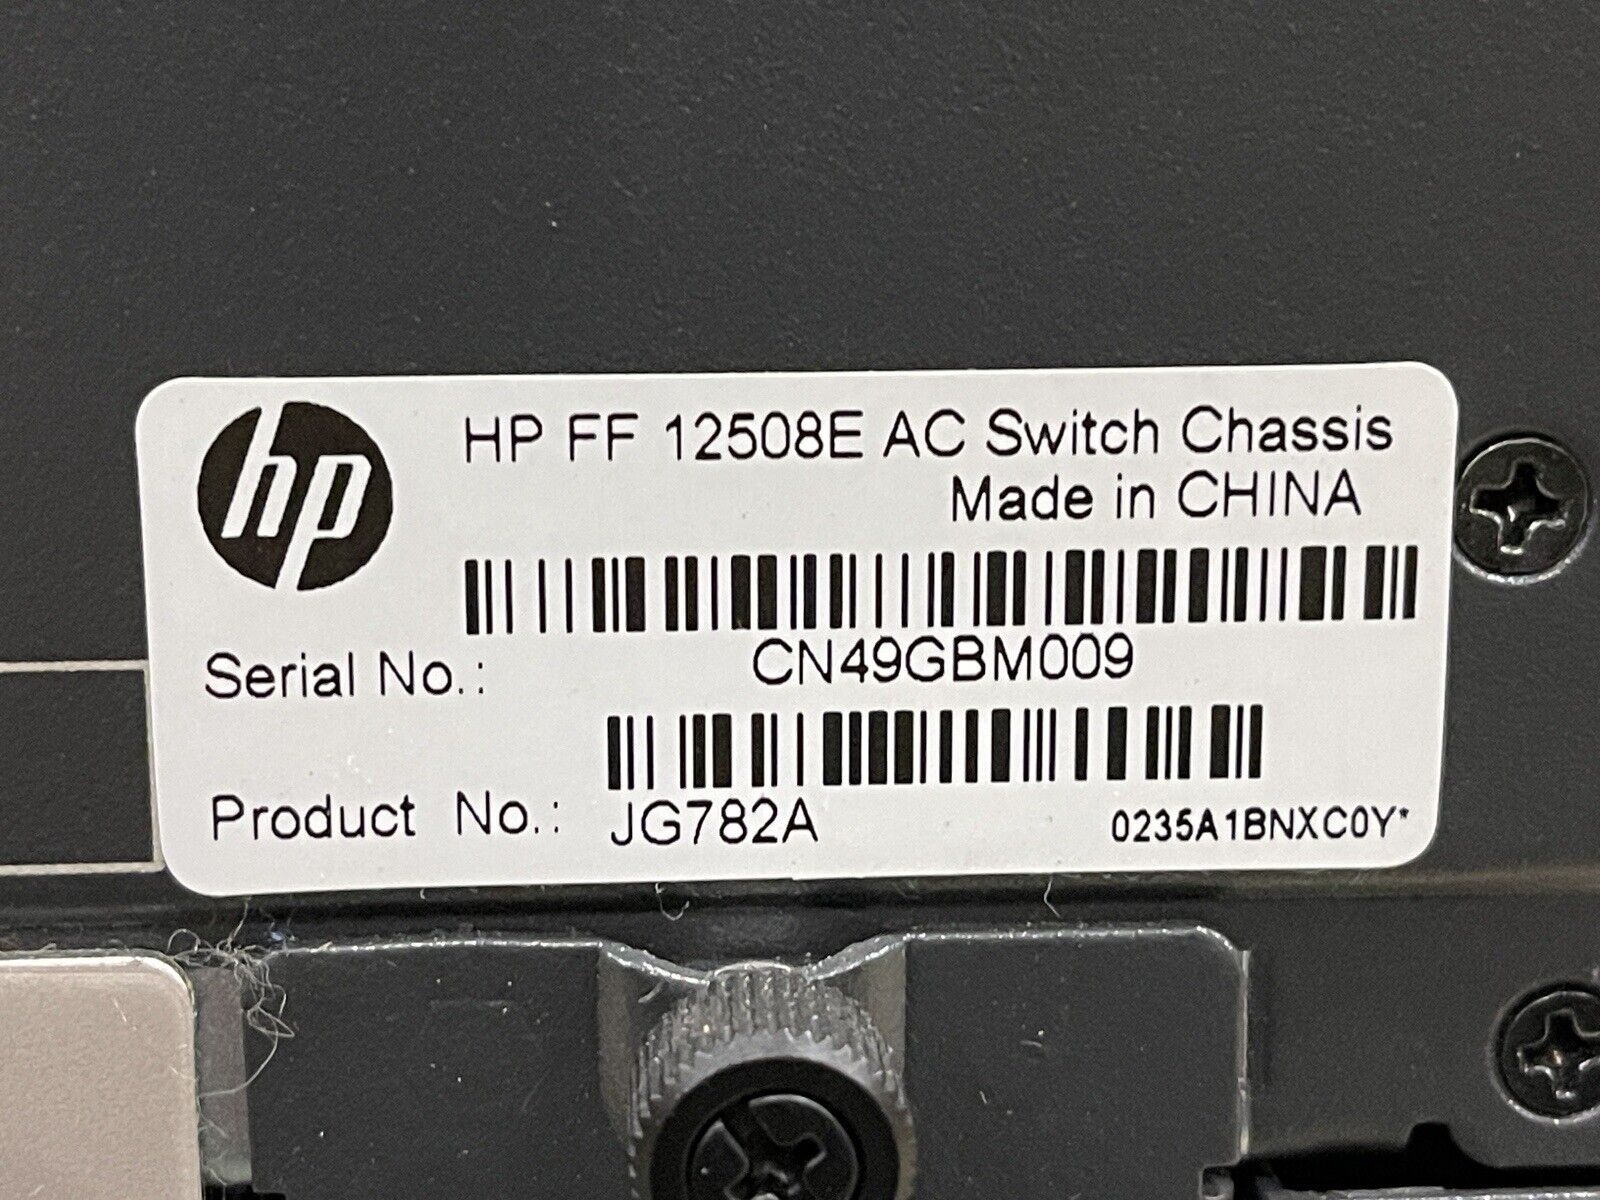 hp
HP FF 12508E AC Switch Chassis
Made in CHINA
Serial No.: CN49GBM009
Product No.: JG782A 0235A1BNXC0Y*